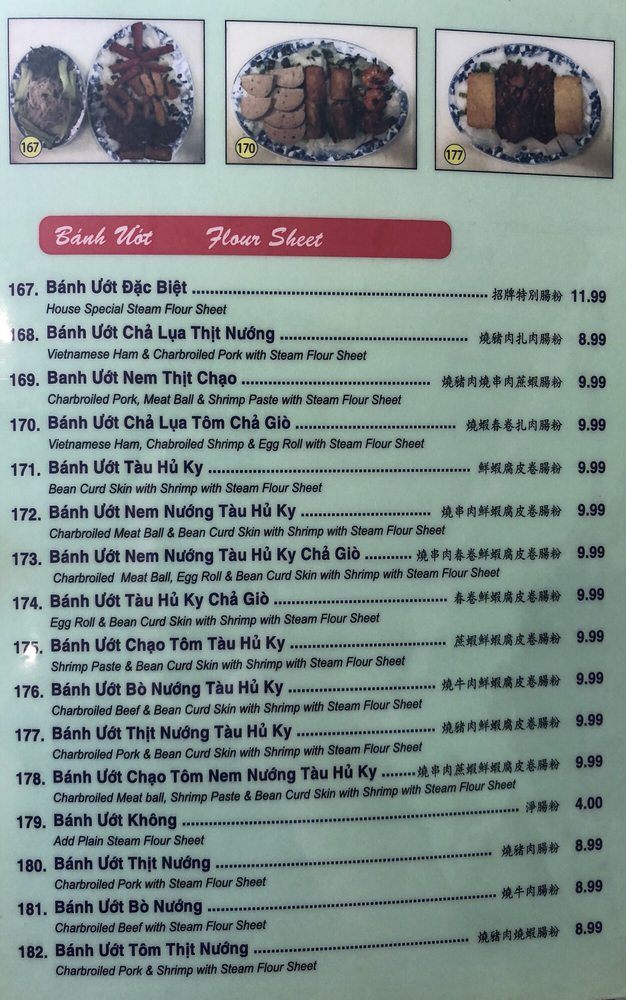 167
170
177
Bánh Ướt Flour Sheet
167. Bánh Ướt Đặc Biệt 招牌特別腸粉 11.99
House Special Steam Flour Sheet
168. Bánh Ướt Chả Lụa Thịt Nướng 燒豬肉扎肉腸粉 8.99
Vietnamese Ham & Charbroiled Pork with Steam Flour Sheet
169. Banh Ướt Nem Thịt Chạo 燒豬肉燒串肉蔗蝦腸粉 9.99
Charbroiled Pork, Meat Ball & Shrimp Paste with Steam Flour Sheet
170. Bánh Ướt Chả Lụa Tôm Chả Giò 燒蝦春卷扎肉腸粉 9.99
Vietnamese Ham, Chabroiled Shrimp & Egg Roll with Steam Flour Sheet
171. Bánh Ướt Tàu Hủ Ky 鮮蝦腐皮卷腸粉 9.99
Bean Curd Skin with Shrimp with Steam Flour Sheet
172. Bánh Ướt Nem Nướng Tàu Hủ Ky 燒串肉鮮蝦腐皮卷腸粉 9.99
Charbroiled Meat Ball & Bean Curd Skin with Shrimp with Steam Flour Sheet
173. Bánh Ướt Nem Nướng Tàu Hủ Ky Chả Giò 燒串肉春卷鮮蝦腐皮卷腸粉 9.99
Charbroiled Meat Ball, Egg Roll & Bean Curd Skin with Shrimp with Steam Flour Sheet
174. Bánh Ướt Tàu Hủ Ky Chả Giò 春卷鮮蝦腐皮卷腸粉 9.99
Egg Roll & Bean Curd Skin with Shrimp with Steam Flour Sheet
175. Bánh Ướt Chạo Tôm Tàu Hủ Ky 蔗蝦鮮蝦腐皮卷腸粉 9.99
Shrimp Paste & Bean Curd Skin with Shrimp with Steam Flour Sheet
176. Bánh Ướt Bò Nướng Tàu Hủ Ky 燒牛肉鮮蝦腐皮卷腸粉 9.99
Charbroiled Beef & Bean Curd Skin with Shrimp with Steam Flour Sheet
177. Bánh Ướt Thịt Nướng Tàu Hủ Ky 燒豬肉鮮蝦腐皮卷腸粉 9.99
Charbroiled Pork & Bean Curd Skin with Shrimp with Steam Flour Sheet
178. Bánh Ướt Chạo Tôm Nem Nướng Tàu Hủ Ky 燒串肉蔗蝦鮮蝦腐皮卷腸粉 9.99
Charbroiled Meat ball, Shrimp Paste & Bean Curd Skin with Shrimp with Steam Flour Sheet
179. Bánh Ướt Không 淨腸粉 4.00
Add Plain Steam Flour Sheet
180. Bánh Ướt Thịt Nướng 燒豬肉腸粉 8.99
Charbroiled Pork with Steam Flour Sheet
181. Bánh Ướt Bò Nướng 燒牛肉腸粉 8.99
Charbroiled Beef with Steam Flour Sheet
182. Bánh Ướt Tôm Thịt Nướng 燒豬肉燒蝦腸粉 8.99
Charbroiled Pork & Shrimp with Steam Flour Sheet